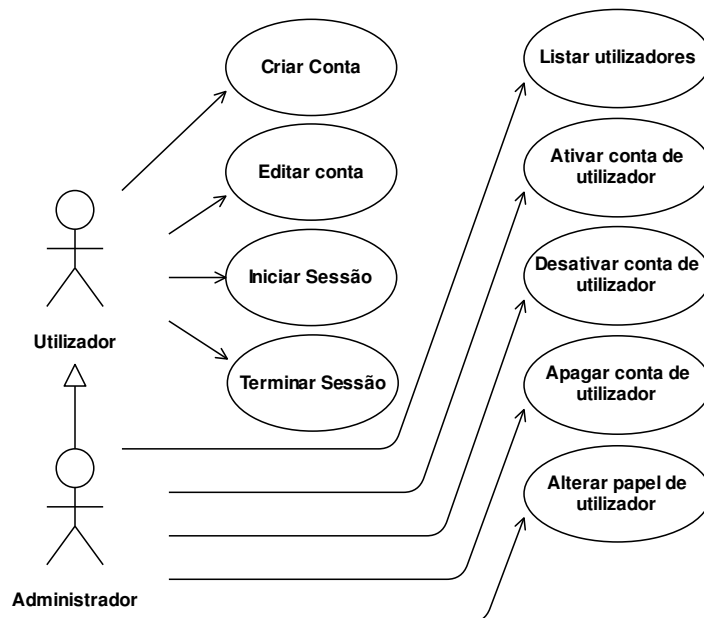 Criar Conta
Listar utilizadores
Editar conta
Ativar conta de
utilizador
Iniciar Sessão
Desativar conta de
utilizador
Utilizador
Terminar Sessão
Apagar conta de
utilizador
Alterar papel de
utilizador
Administrador